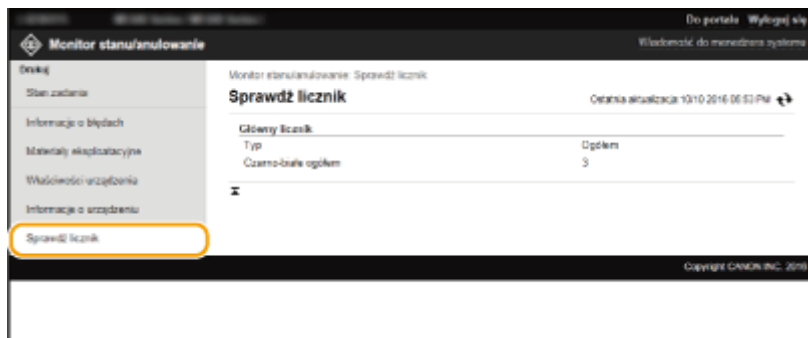 Do portalu Wyloguj się
Monitor stanu/anulowanie
Wiadomość do menedżera systemu
Drukuj
Stan zadania
Informacje o błędach
Materiały eksploatacyjne
Właściwości urządzenia
Informacje o urządzeniu
Sprawdź licznik
Monitor stanu/anulowanie: Sprawdź licznik
Sprawdź licznik
Ostatnia aktualizacja: 10/10 2016 05:53 PM
Główny licznik
Typ Ogółem
Czarno-białe ogółem 3
Copyright CANON INC. 2016